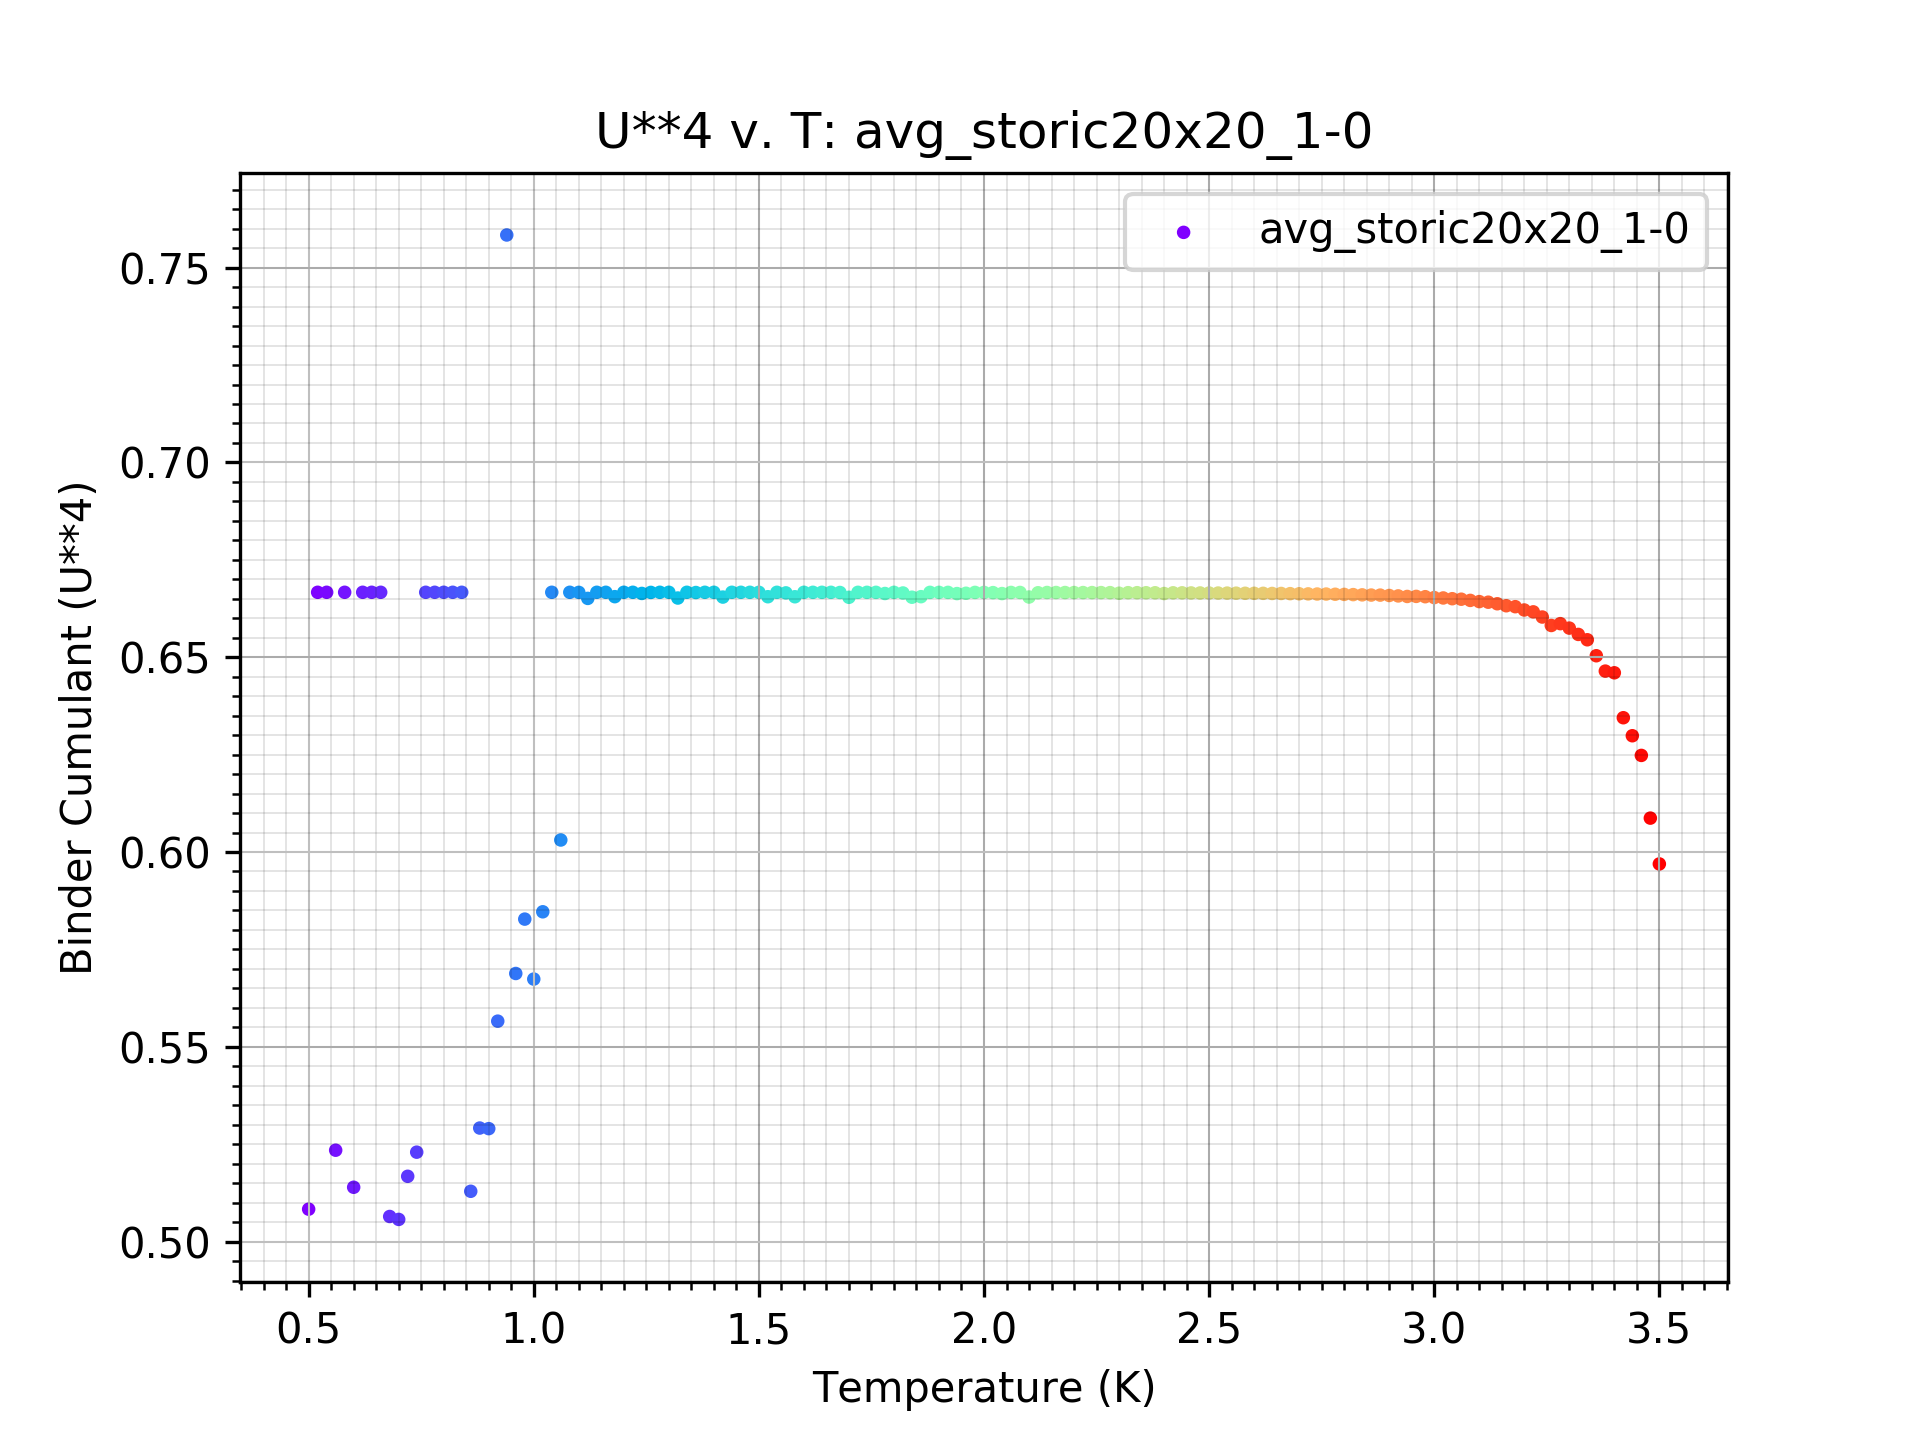 U**4 v. T: avg_storic20x20_1-0
avg_storic20x20_1-0
Binder Cumulant (U**4)
0.75
0.70
0.65
0.60
0.55
0.50
0.5 1.0 1.5 2.0 2.5 3.0 3.5
Temperature (K)